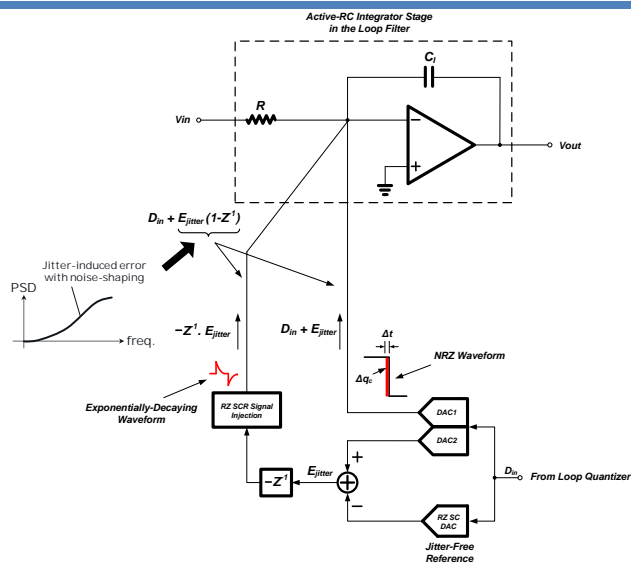 Active-RC Integrator Stage
in the Loop Filter
C_I
R
Vin
−
+
Vout
D_in + E_jitter (1-Z^-1)
Jitter-induced error
with noise-shaping
PSD
freq.
−Z^-1. E_jitter
D_in + E_jitter
Δt
NRZ Waveform
Δq_c
Exponentially-Decaying
Waveform
RZ SCR Signal
Injection
DAC1
DAC2
+
E_jitter
−Z^-1
D_in
From Loop Quantizer
−
RZ SC
DAC
Jitter-Free
Reference